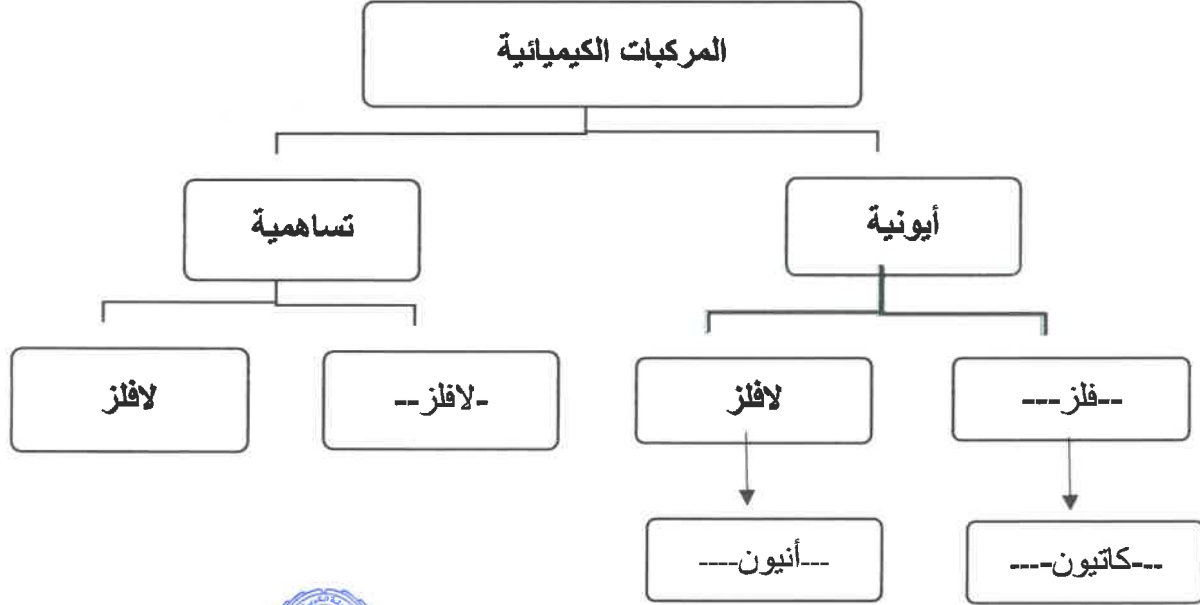 المركبات الكيميائية
أيونية
تساهمية
--فلز---
لافلز
-لافلز--
لافلز
---كاتيون----
---أنيون----